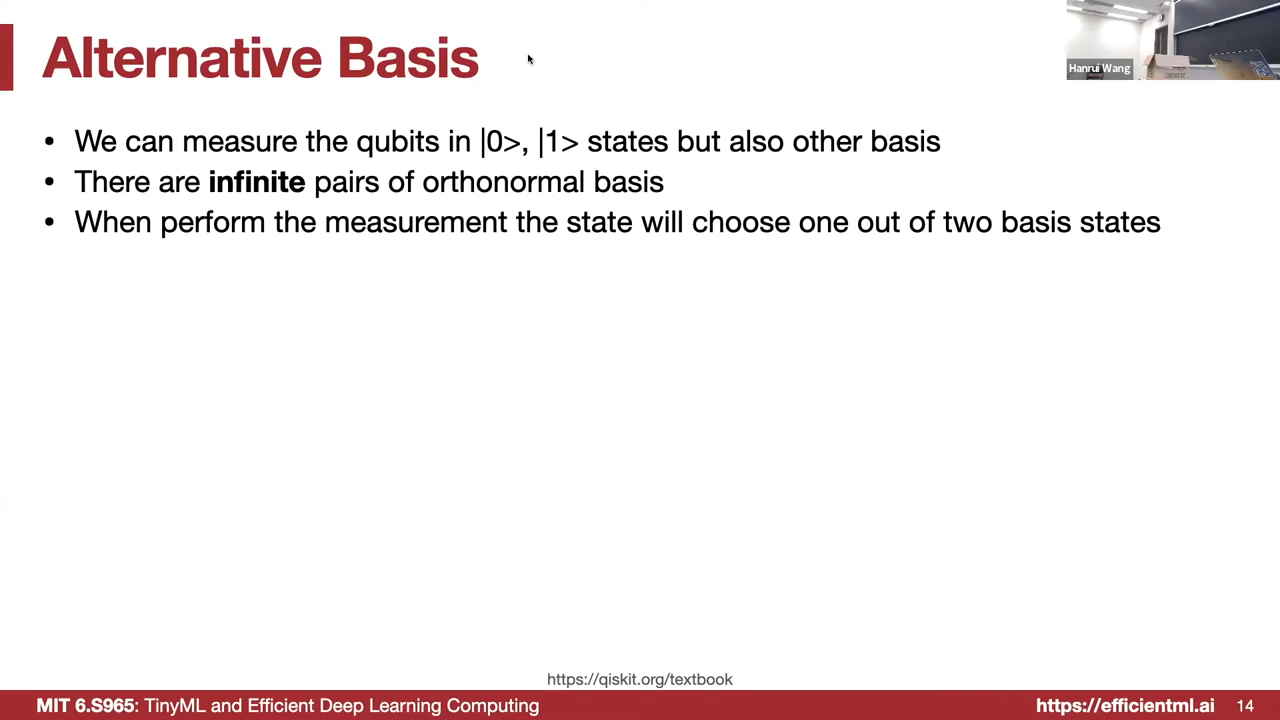 Alternative Basis
Hanrui Wang
• We can measure the qubits in |0>, |1> states but also other basis
• There are infinite pairs of orthonormal basis
• When perform the measurement the state will choose one out of two basis states
https://qiskit.org/textbook
MIT 6.S965: TinyML and Efficient Deep Learning Computing
https://efficientml.ai
14